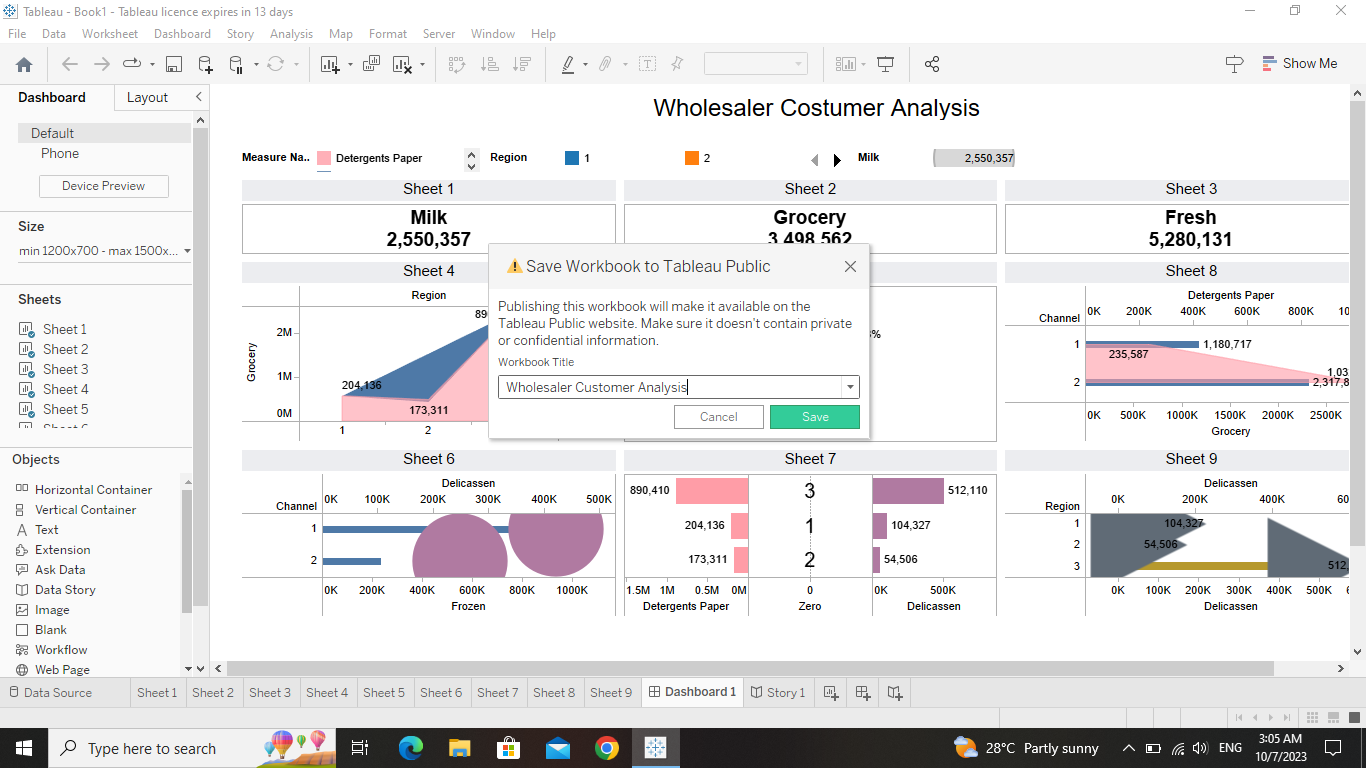 Tableau - Book1 - Tableau licence expires in 13 days
File Data Worksheet Dashboard Story Analysis Map Format Server Window Help
Show Me
Dashboard Layout
Default
Phone
Device Preview
Size
min 1200x700 - max 1500x...
Sheets
Sheet 1
Sheet 2
Sheet 3
Sheet 4
Sheet 5
Objects
Horizontal Container
Vertical Container
Text
Extension
Ask Data
Data Story
Image
Blank
Workflow
Web Page
Wholesaler Costumer Analysis
Measure Na.. Detergents Paper Region 1 2 Milk 2,550,357
Sheet 1 Sheet 2 Sheet 3
Milk Grocery Fresh
2,550,357 3,498,562 5,280,131
Sheet 4
Region
Grocery
2M
1M
0M
204,136
173,311
1 2
Save Workbook to Tableau Public
Publishing this workbook will make it available on the
Tableau Public website. Make sure it doesn't contain private
or confidential information.
Workbook Title
Wholesaler Customer Analysis
Cancel Save
Sheet 8
Detergents Paper
Channel 0K 200K 400K 600K 800K
1 1,180,717
235,587
2
0K 500K 1000K 1500K 2000K 2500K
Grocery
Sheet 6
Delicassen
Channel 0K 100K 200K 300K 400K 500K
1
2
0K 200K 400K 600K 800K 1000K
Frozen
Sheet 7
890,410 3 512,110
204,136 1 104,327
173,311 2 54,506
1.5M 1M 0.5M 0M 0 0K 500K
Detergents Paper Zero Delicassen
Sheet 9
Delicassen
Region 0K 200K 400K
1 104,327
2 54,506
3 512,
0K 100K 200K 300K 400K 500K
Delicassen
Data Source Sheet 1 Sheet 2 Sheet 3 Sheet 4 Sheet 5 Sheet 6 Sheet 7 Sheet 8 Sheet 9 Dashboard 1 Story 1
Type here to search
28°C Partly sunny
ENG
3:05 AM
10/7/2023